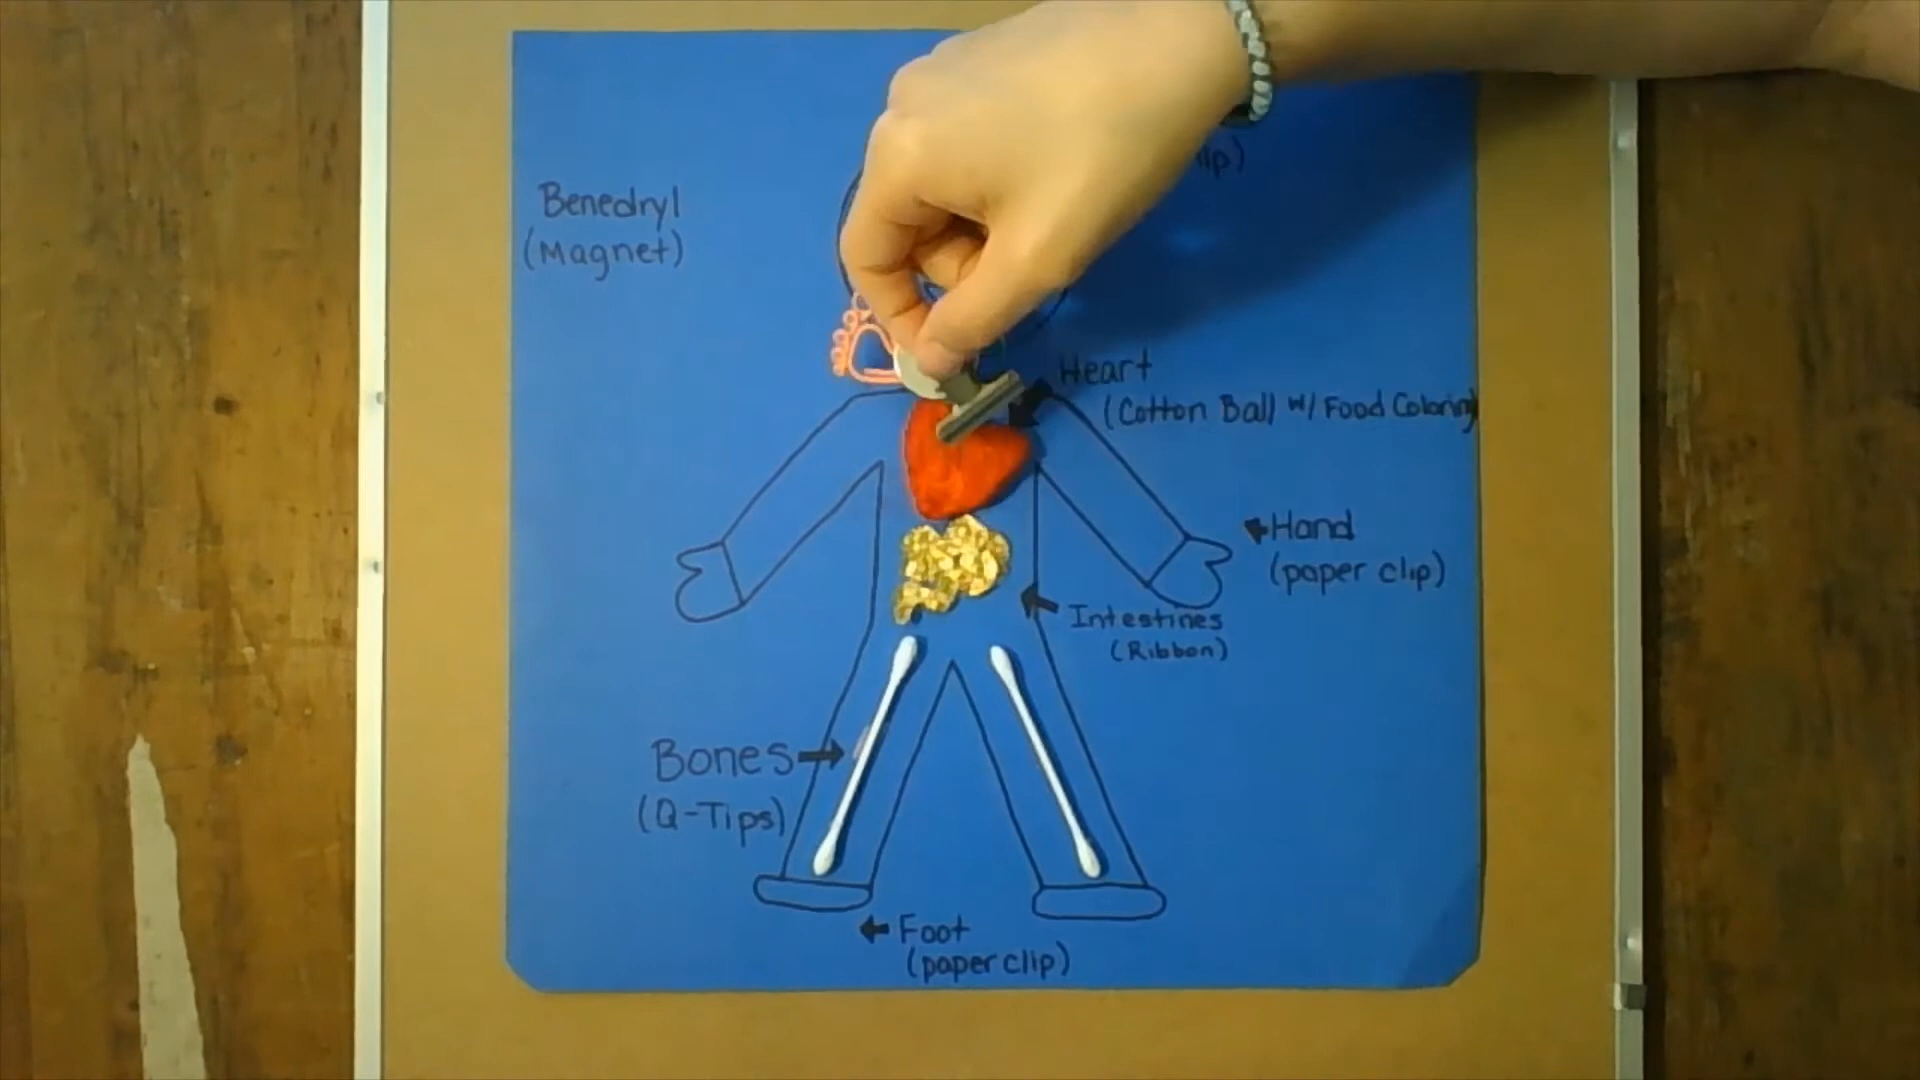 Benedryl
(Magnet)
Heart
(Cotton Ball w/ Food Coloring
Hand
(paper clip)
Intestines
(Ribbon)
Bones
(Q-Tips)
Foot
(paper clip)